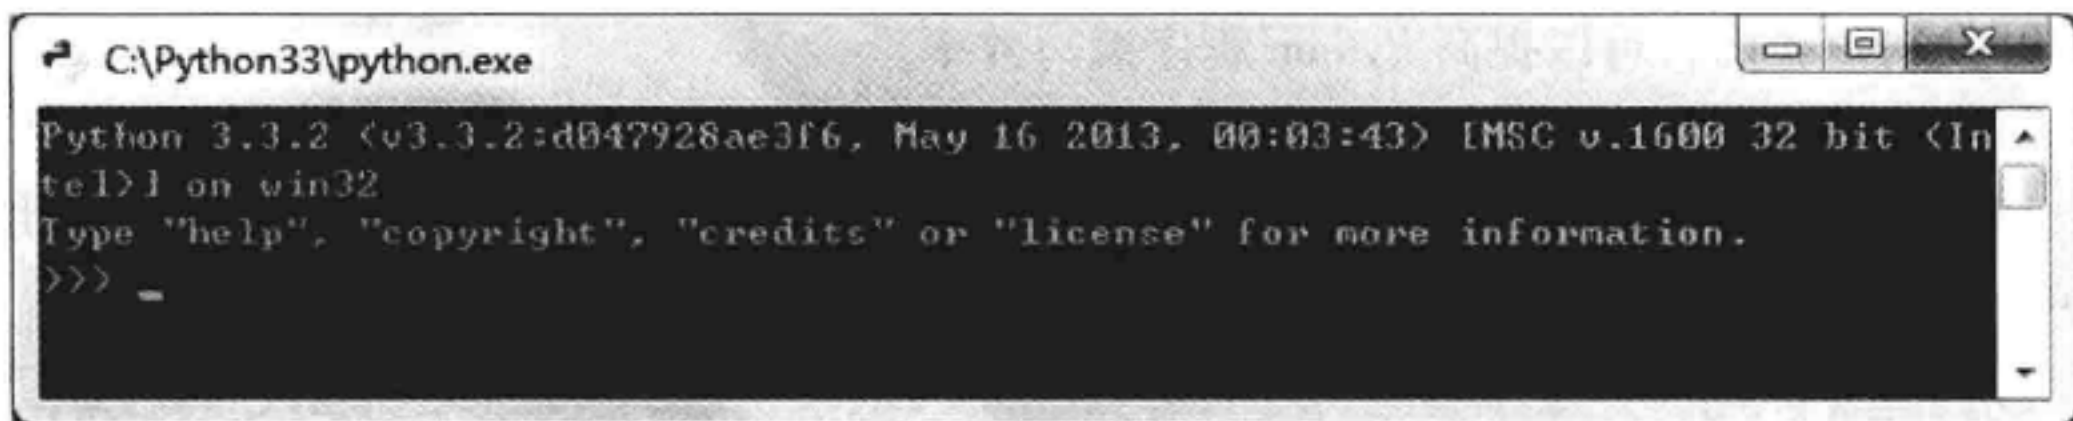 C:\Python33\python.exe
Python 3.3.2 (v3.3.2:d047928ae3f6, May 16 2013, 00:03:43) [MSC v.1600 32 bit (In
tel)] on win32
Type "help", "copyright", "credits" or "license" for more information.
>>> _